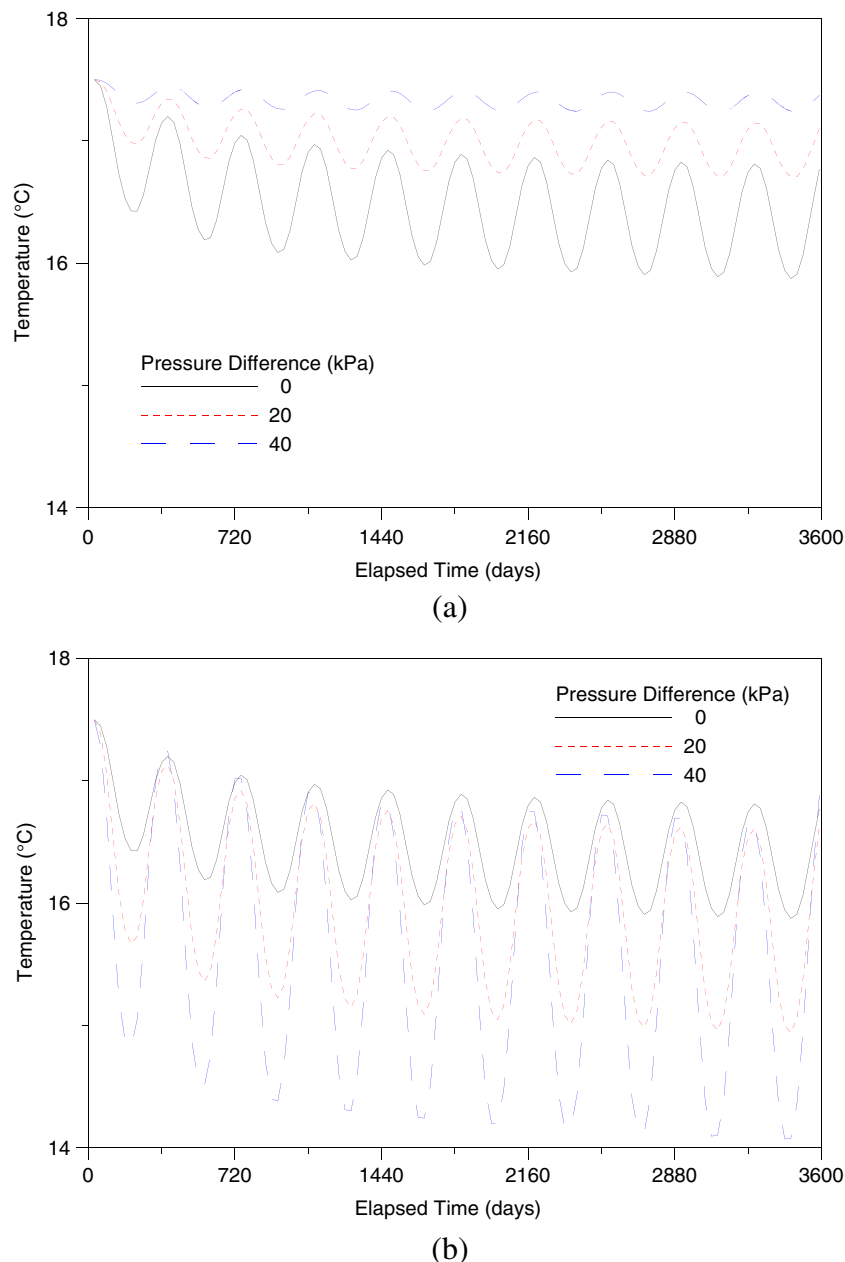 18
16
14
Temperature (°C)
Pressure Difference (kPa)
0
20
40
0 720 1440 2160 2880 3600
Elapsed Time (days)
(a)
18
16
14
Temperature (°C)
Pressure Difference (kPa)
0
20
40
0 720 1440 2160 2880 3600
Elapsed Time (days)
(b)